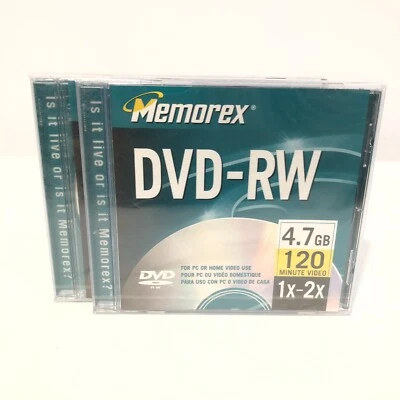 Is it live or is it Memorex?
Is it live or is it Memorex?
Memorex®
DVD-RW
4.7GB
120
MINUTE VIDEO
1x-2x
DVD
FOR PC OR HOME VIDEO USE
POUR PC OU VIDÉO DOMESTIQUE
PARA USO CON PC O VIDEO DE CASA